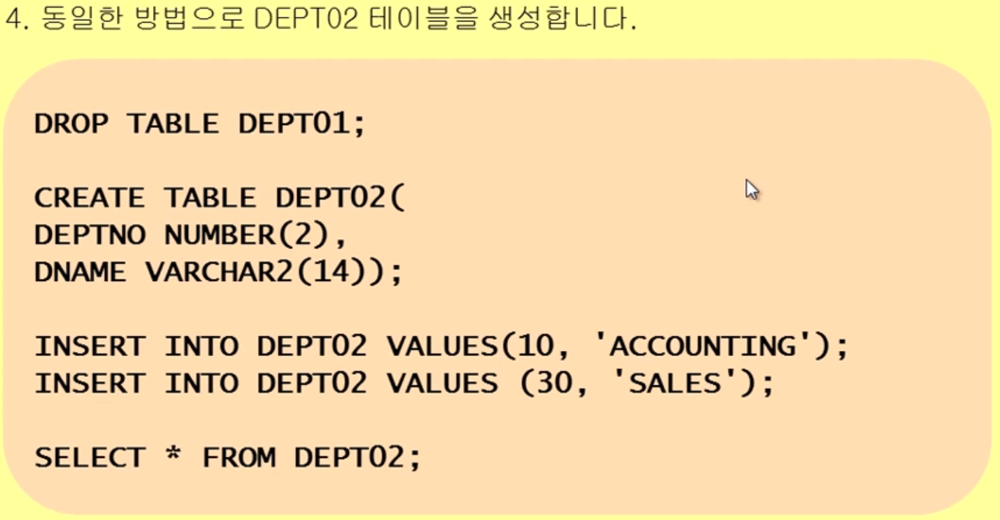 4. 동일한 방법으로 DEPT02 테이블을 생성합니다.
DROP TABLE DEPT01;
CREATE TABLE DEPT02(
DEPTNO NUMBER(2),
DNAME VARCHAR2(14));
INSERT INTO DEPT02 VALUES(10, 'ACCOUNTING');
INSERT INTO DEPT02 VALUES (30, 'SALES');
SELECT * FROM DEPT02;